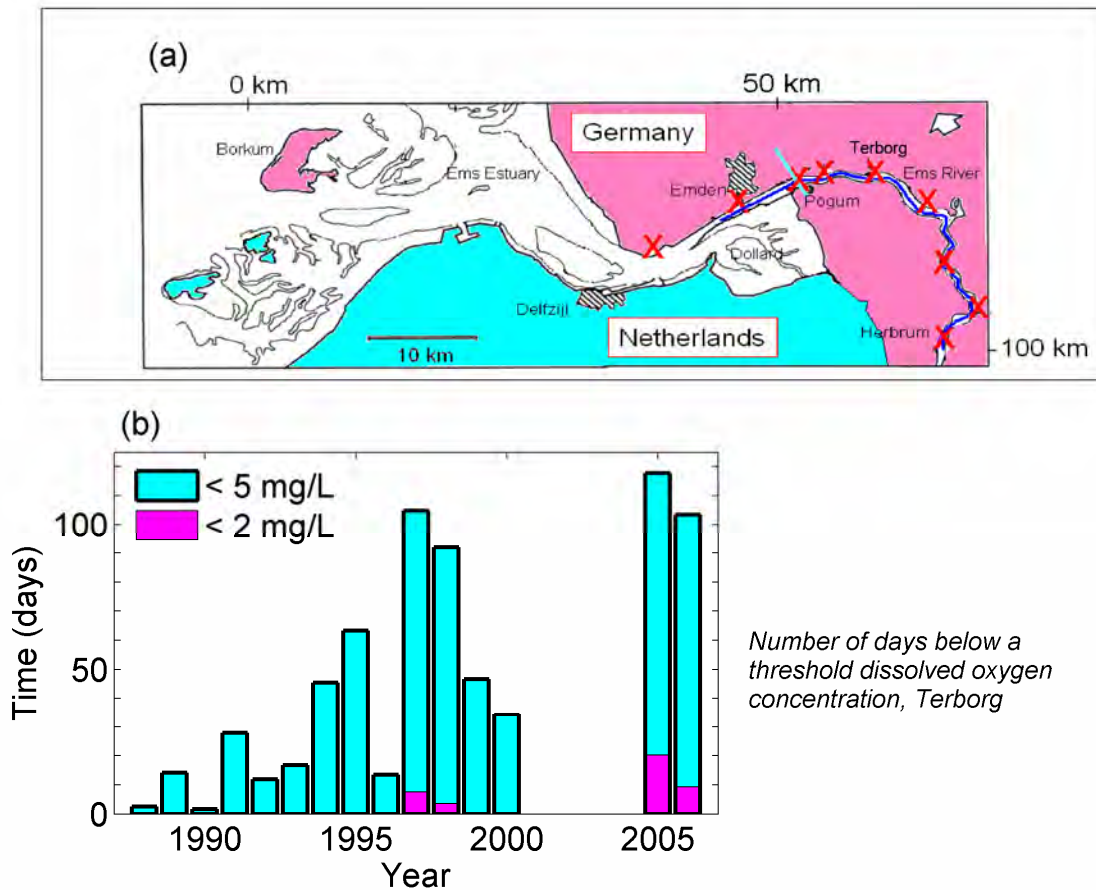 (a)
0 km
50 km
Germany
Borkum
Ems Estuary
Terborg
Ems River
Emden
Pogum
Dollard
Delfzijl
Netherlands
Herbrum
10 km
100 km
(b)
< 5 mg/L
< 2 mg/L
100
50
0
Time (days)
1990
1995
2000
2005
Year
Number of days below a
threshold dissolved oxygen
concentration, Terborg